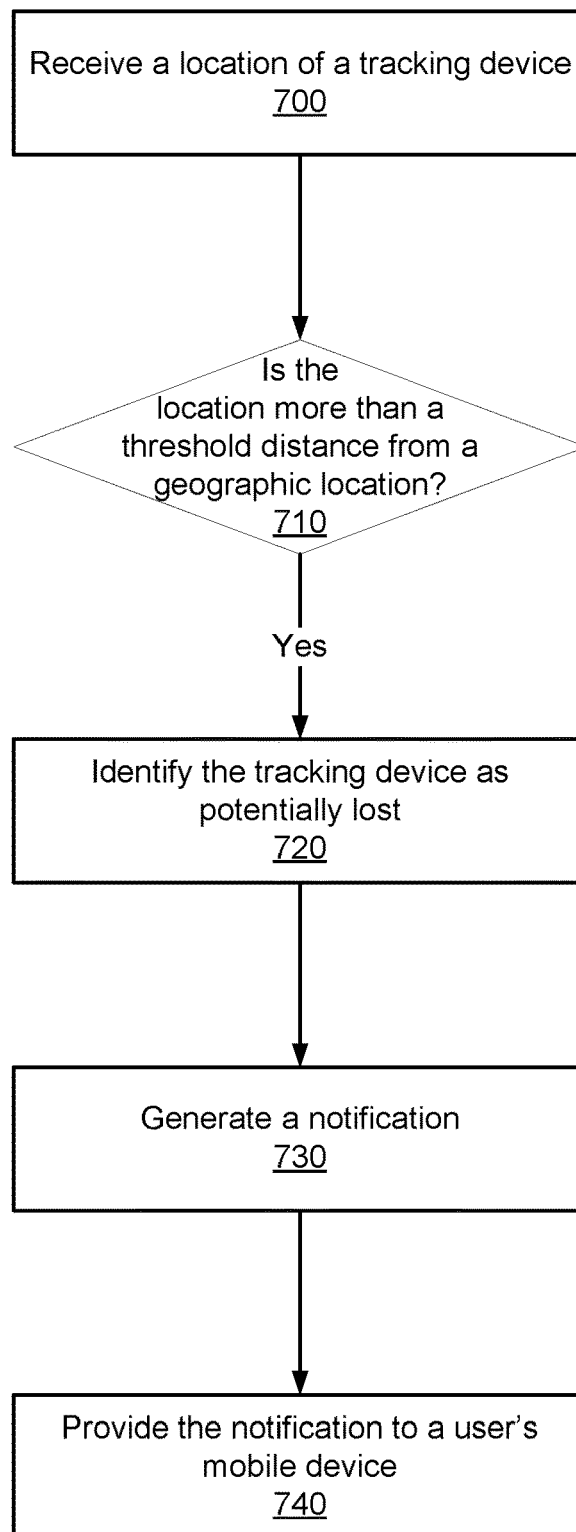 Receive a location of a tracking device
700
Is the
location more than a
threshold distance from a
geographic location?
710
Yes
Identify the tracking device as
potentially lost
720
Generate a notification
730
Provide the notification to a user's
mobile device
740